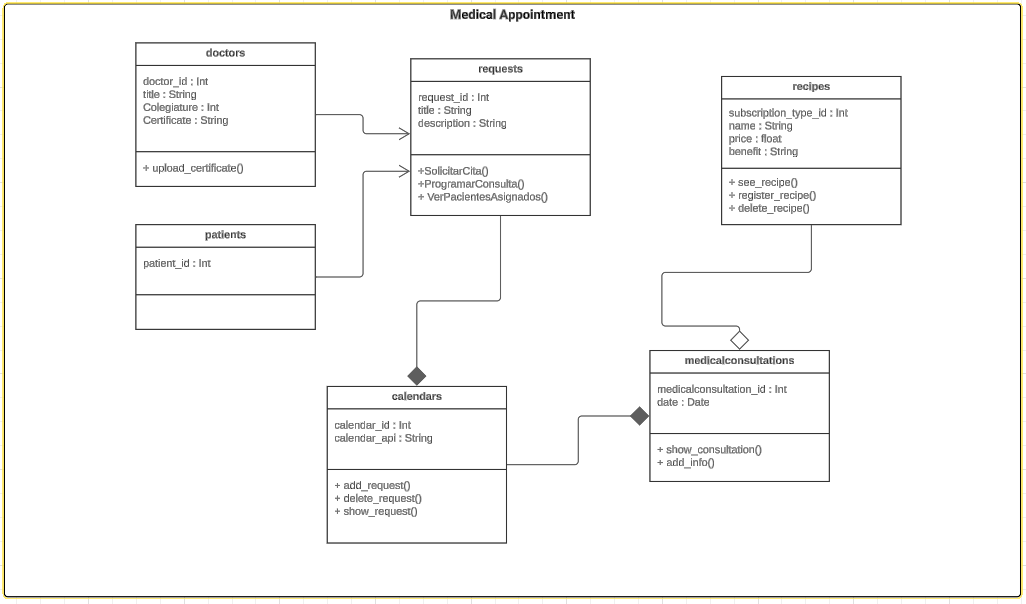 Medical Appointment
doctors
doctor_id : Int
title : String
Colegiature : Int
Certificate : String
+ upload_certificate()
patients
patient_id : Int
requests
request_id : Int
title : String
description : String
+SolicitarCita()
+ProgramarConsulta()
+ VerPacientesAsignados()
recipes
subscription_type_id : Int
name : String
price : float
benefit : String
+ see_recipe()
+ register_recipe()
+ delete_recipe()
calendars
calendar_id : Int
calendar_api : String
+ add_request()
+ delete_request()
+ show_request()
medicalconsultations
medicalconsultation_id : Int
date : Date
+ show_consultation()
+ add_info()